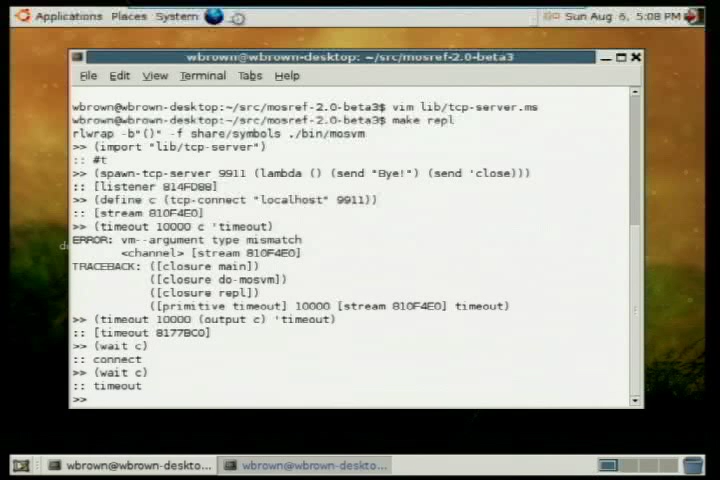 Applications Places System
Sun Aug 6, 5:08 PM
wbrown@wbrown-desktop: ~/src/mosref-2.0-beta3
File Edit View Terminal Tabs Help
wbrown@wbrown-desktop:~/src/mosref-2.0-beta3$ vim lib/tcp-server.ms
wbrown@wbrown-desktop:~/src/mosref-2.0-beta3$ make repl
rlwrap -b"()" -f share/symbols ./bin/mosvm
>> (import "lib/tcp-server")
:: #t
>> (spawn-tcp-server 9911 (lambda () (send "Bye!") (send 'close)))
:: [listener 814FD88]
>> (define c (tcp-connect "localhost" 9911))
:: [stream 810F4E0]
>> (timeout 10000 c 'timeout)
ERROR: vm--argument type mismatch
<channel> [stream 810F4E0]
TRACEBACK: ([closure main])
([closure do-mosvm])
([closure repl])
([primitive timeout] 10000 [stream 810F4E0] timeout)
>> (timeout 10000 (output c) 'timeout)
:: [timeout 8177BC0]
>> (wait c)
:: connect
>> (wait c)
:: timeout
>>
wbrown@wbrown-deskto... wbrown@wbrown-deskto...